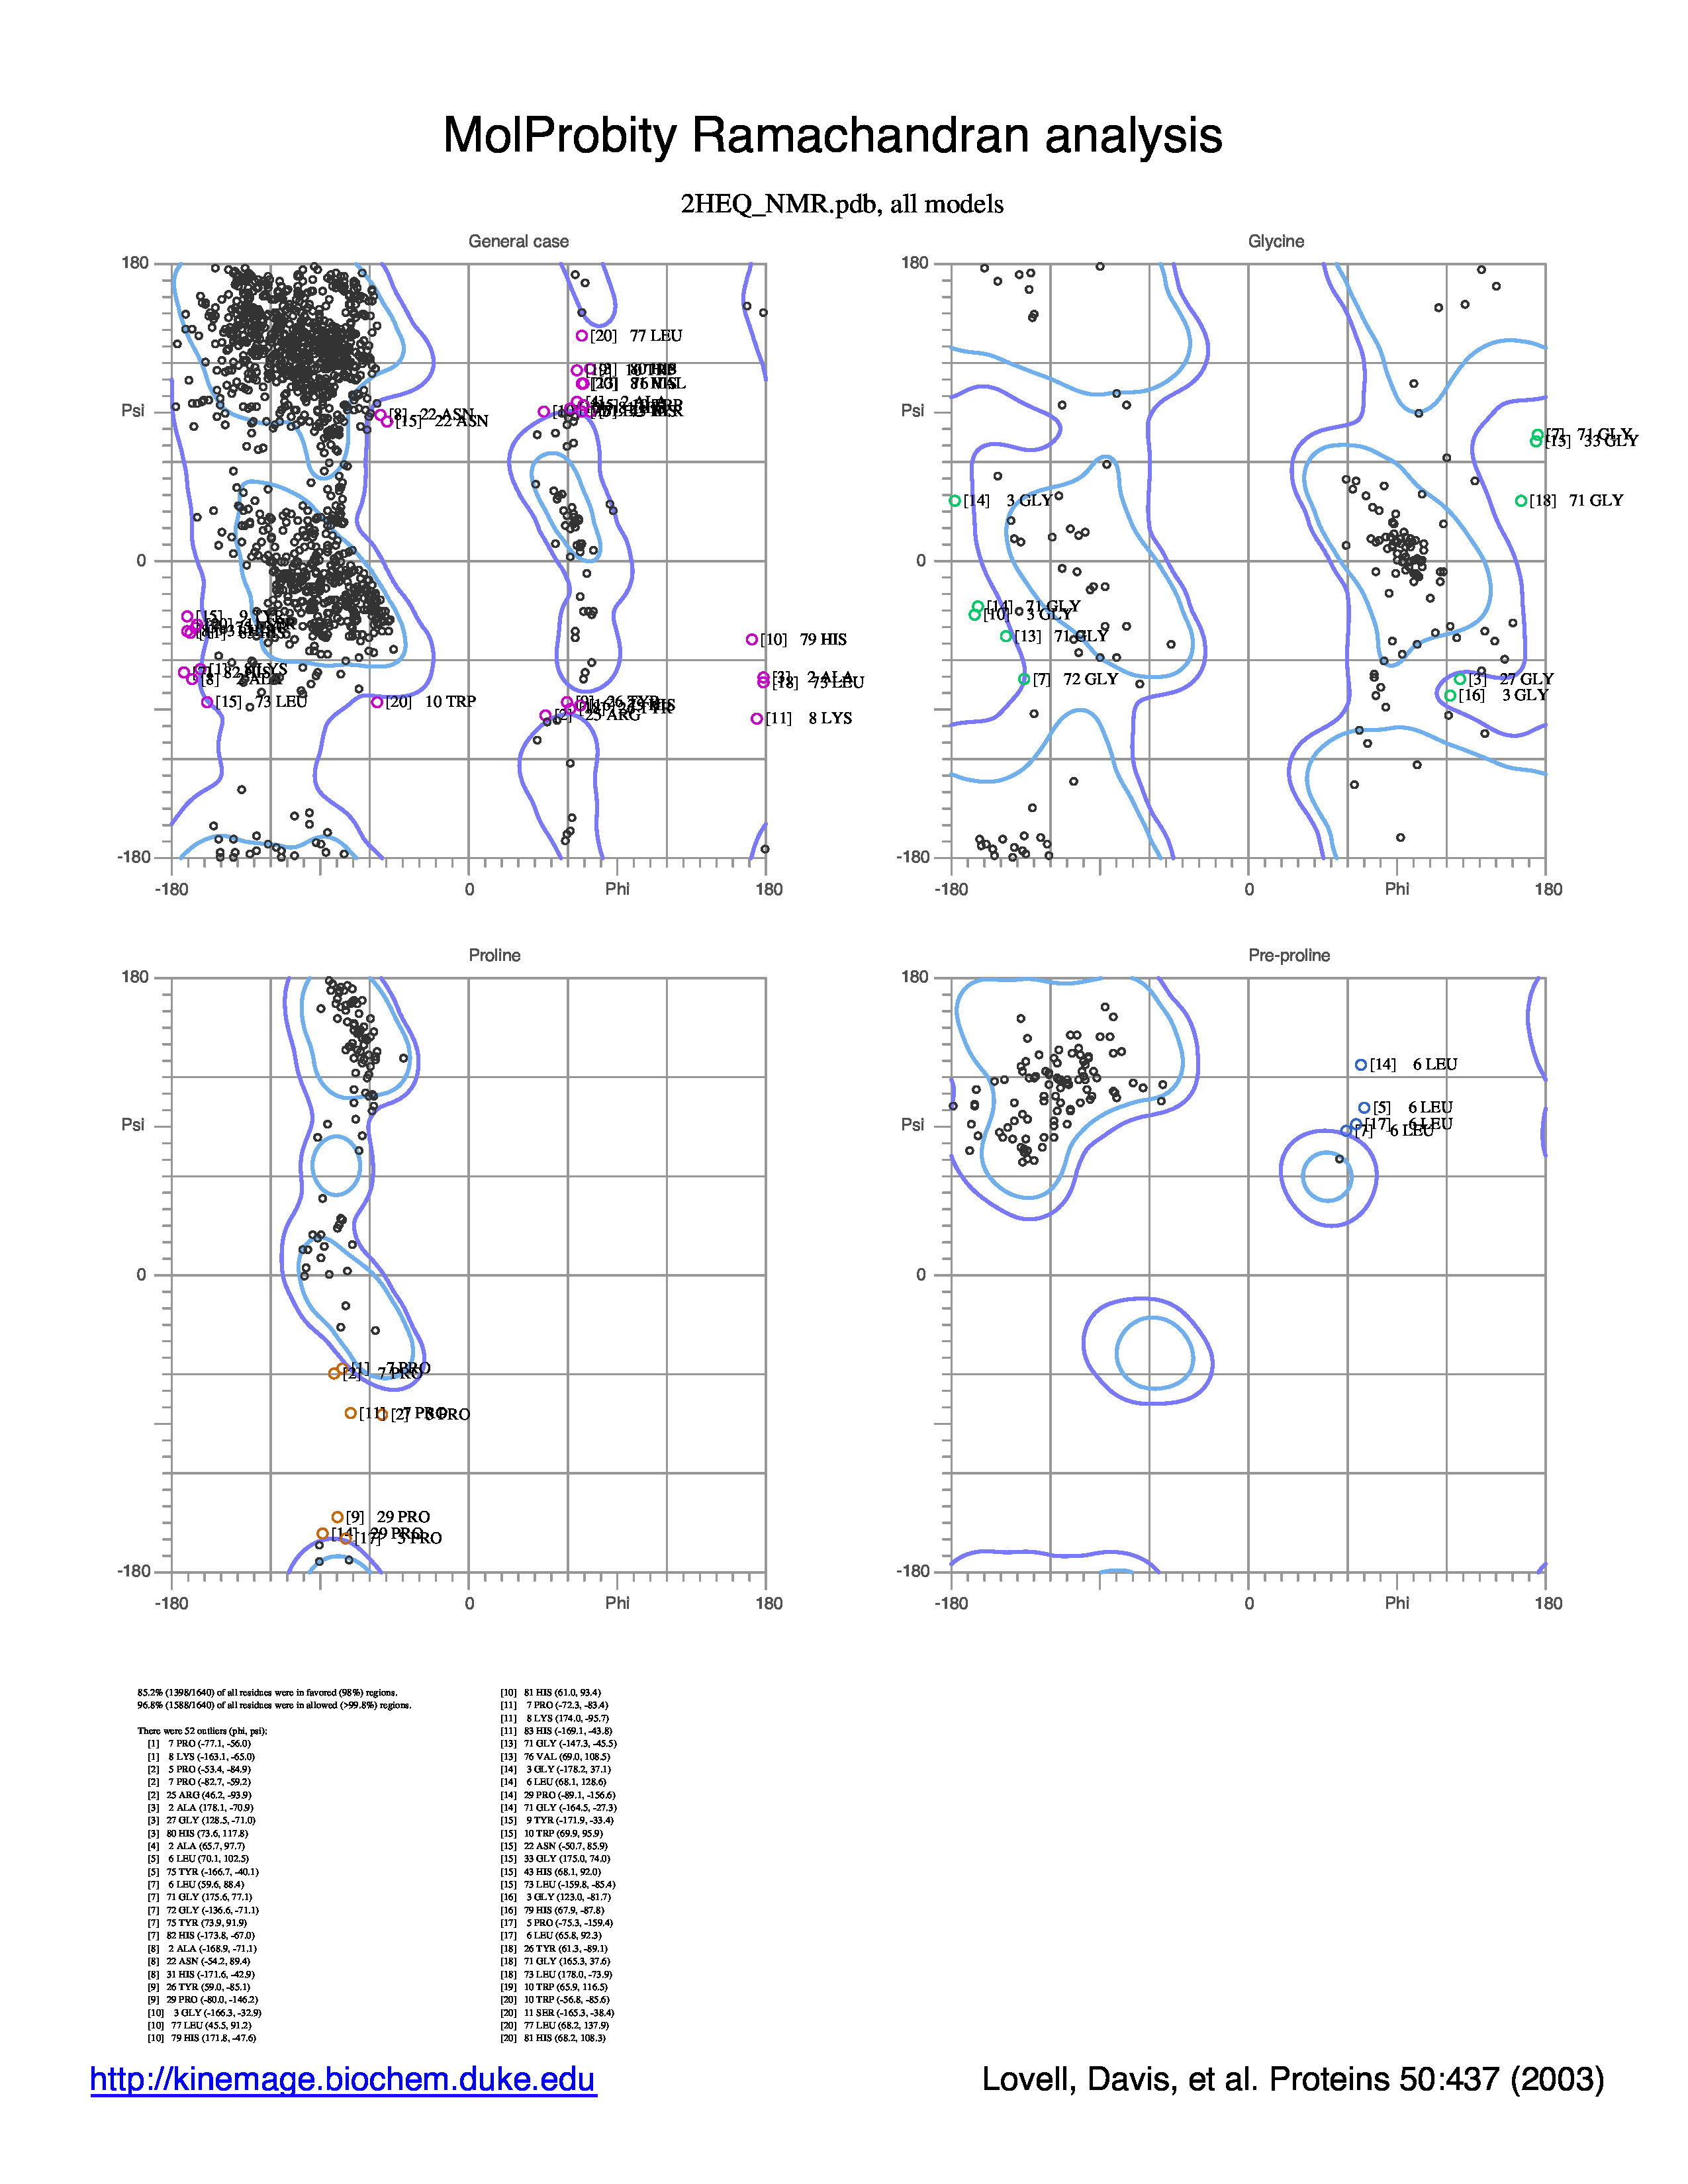 MolProbity Ramachandran analysis
2HEQ_NMR.pdb, all models
General case
Glycine
180
Psi
0
-180
-180
0
Phi
180
[20] 77 LEU
[8] 22 ASN
[15] 22 ASN
[10] 79 HIS
[3] 2 ALA
[18] 73 LEU
[11] 8 LYS
[15] 73 LEU
[20] 10 TRP
[2] 25 ARG
[8] 2 ALA
180
0
-180
-180
0
Phi
180
[7] 71 GLY
[15] 33 GLY
[14] 3 GLY
[18] 71 GLY
[14] 71 GLY
[10] 3 GLY
[13] 71 GLY
[7] 72 GLY
[3] 27 GLY
[16] 3 GLY
Proline
Pre-proline
180
Psi
0
-180
-180
0
Phi
180
[1] 7 PRO
[2] 7 PRO
[11] 7 PRO
[2] 5 PRO
[9] 29 PRO
[14] 29 PRO
[17] 5 PRO
180
Psi
0
-180
-180
0
Phi
180
[14] 6 LEU
[5] 6 LEU
[17] 6 LEU
[7] 6 LEU
85.2% (1398/1640) of all residues were in favored (98%) regions.
96.8% (1588/1640) of all residues were in allowed (>99.8%) regions.
There were 52 outliers (phi, psi):
[1] 7 PRO (-77.1, -56.0)
[1] 8 LYS (-163.1, -65.0)
[2] 5 PRO (-53.4, -84.9)
[2] 7 PRO (-82.7, -59.2)
[2] 25 ARG (46.2, -93.9)
[3] 2 ALA (178.1, -70.9)
[3] 27 GLY (128.5, -71.0)
[3] 80 HIS (73.6, 117.8)
[4] 2 ALA (65.7, 97.7)
[5] 6 LEU (70.1, 102.5)
[5] 75 TYR (-166.7, -40.1)
[7] 6 LEU (59.6, 88.4)
[7] 71 GLY (175.6, 77.1)
[7] 72 GLY (-136.6, -71.1)
[7] 75 TYR (73.9, 91.9)
[7] 82 HIS (-173.8, -67.0)
[8] 2 ALA (-168.9, -71.1)
[8] 22 ASN (-54.2, 89.4)
[8] 31 HIS (-171.6, -42.9)
[9] 26 TYR (59.0, -85.1)
[9] 29 PRO (-80.0, -146.2)
[10] 3 GLY (-166.3, -32.9)
[10] 77 LEU (45.5, 91.2)
[10] 79 HIS (171.8, -47.6)
[10] 81 HIS (61.0, 93.4)
[11] 7 PRO (-72.3, -83.4)
[11] 8 LYS (174.0, -95.7)
[11] 83 HIS (-169.1, -43.8)
[13] 71 GLY (-147.3, -45.5)
[13] 76 VAL (69.0, 108.5)
[14] 3 GLY (-178.2, 37.1)
[14] 6 LEU (68.1, 128.6)
[14] 29 PRO (-89.1, -156.6)
[14] 71 GLY (-164.5, -27.3)
[15] 9 TYR (-171.9, -33.4)
[15] 10 TRP (69.9, 95.9)
[15] 22 ASN (-50.7, 85.9)
[15] 33 GLY (175.0, 74.0)
[15] 43 HIS (68.1, 92.0)
[15] 73 LEU (-159.8, -85.4)
[16] 3 GLY (123.0, -81.7)
[16] 79 HIS (67.9, -87.8)
[17] 5 PRO (-75.3, -159.4)
[17] 6 LEU (65.8, 92.3)
[18] 26 TYR (61.3, -89.1)
[18] 71 GLY (165.3, 37.6)
[18] 73 LEU (178.0, -73.9)
[19] 10 TRP (65.9, 116.5)
[20] 10 TRP (-56.8, -85.6)
[20] 11 SER (-165.3, -38.4)
[20] 77 LEU (68.2, 137.9)
[20] 81 HIS (68.2, 108.3)
http://kinemage.biochem.duke.edu
Lovell, Davis, et al. Proteins 50:437 (2003)